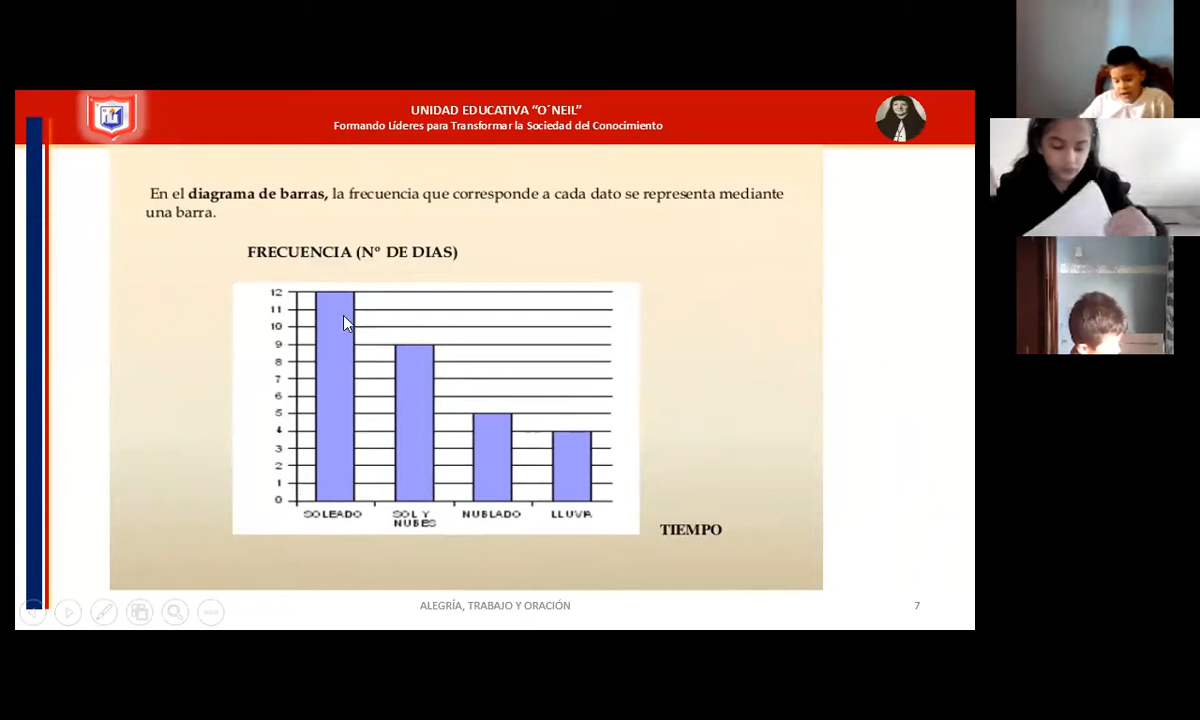 UNIDAD EDUCATIVA “O´NEIL”
Formando Líderes para Transformar la Sociedad del Conocimiento
En el diagrama de barras, la frecuencia que corresponde a cada dato se representa mediante
una barra.
FRECUENCIA (Nº DE DIAS)
12
11
10
9
8
7
6
5
4
3
2
1
0
SOLEADO
SOL Y
NUBES
NUBLADO
LLUVIA
TIEMPO
ALEGRÍA, TRABAJO Y ORACIÓN
7